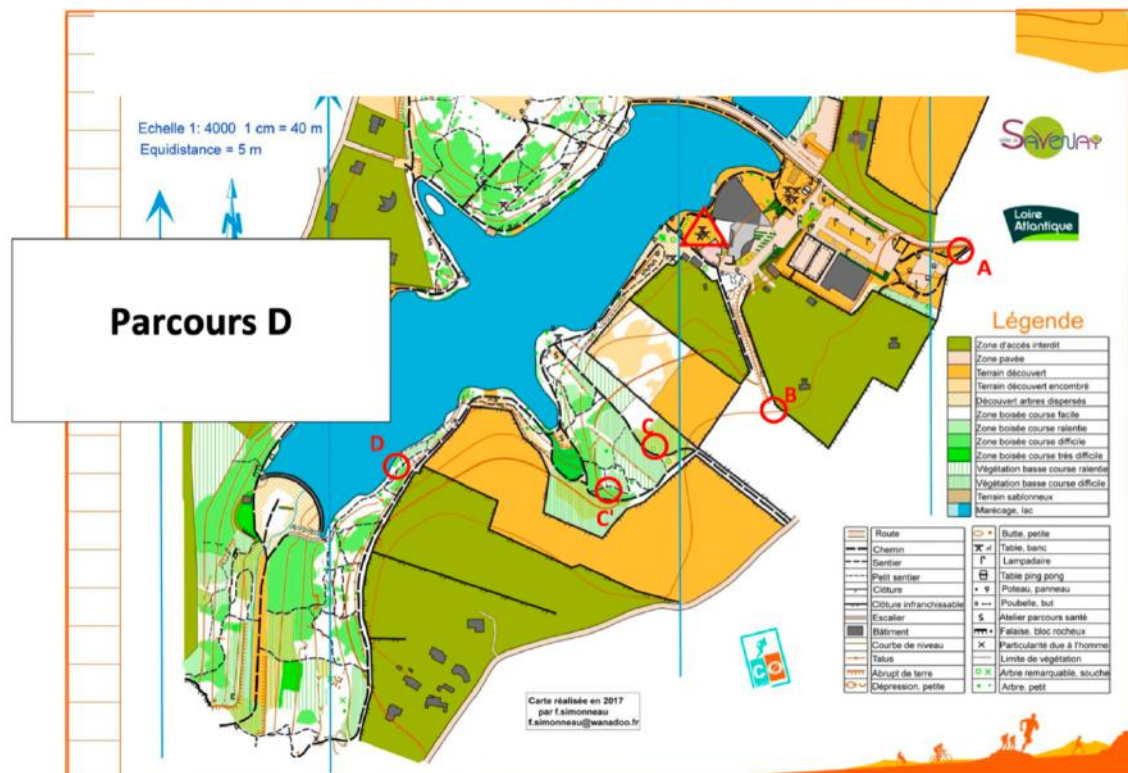 Echelle 1: 4000 1 cm = 40 m
Equidistance = 5 m
N
SAVENAY
Loire
Atlantique
Parcours D
A
B
C
C'
D
Légende
Zone d'accès interdit
Zone pavée
Terrain découvert
Terrain découvert encombré
Découvert arbres dispersés
Zone boisée course facile
Zone boisée course ralentie
Zone boisée course difficile
Zone boisée course très difficile
Végétation basse course ralentie
Végétation basse course difficile
Terrain sablonneux
Marécage, lac
Route
Chemin
Sentier
Petit sentier
Clôture
Clôture infranchissable
Escalier
Bâtiment
Courbe de niveau
Talus
Abrupt de terre
Dépression, petite
Butte, petite
Table, banc
Lampadaire
Table ping pong
Poteau, panneau
Poubelle, but
Atelier parcours santé
Falaise, bloc rocheux
Particularité due à l'homme
Limite de végétation
Arbre remarquable, souche
Arbre, petit
CO
Carte réalisée en 2017
par f.simonneau
f.simonneau@wanadoo.fr